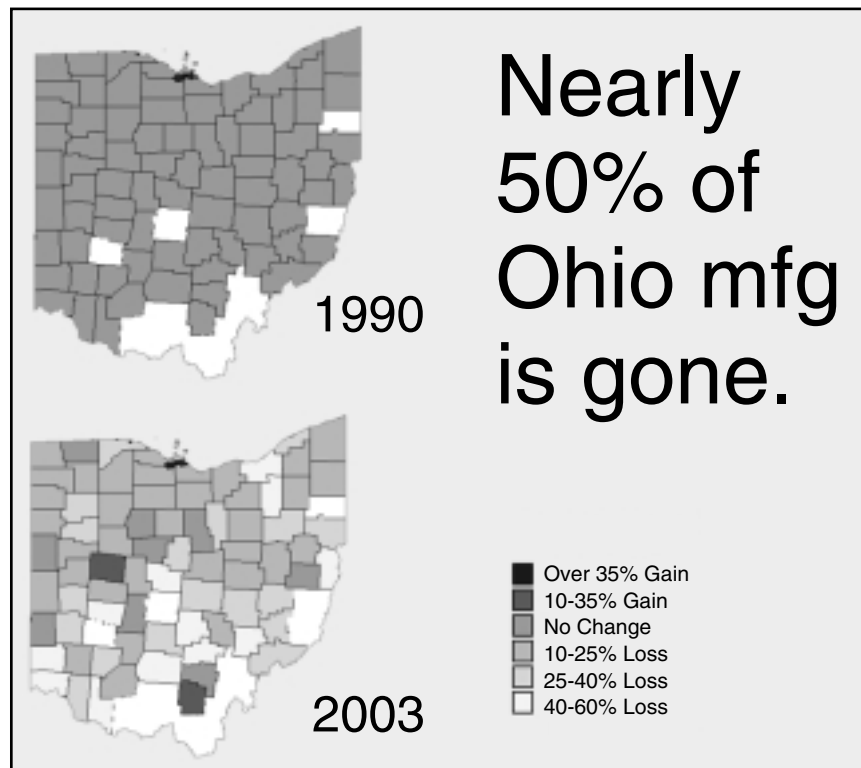 Nearly
50% of
Ohio mfg
is gone.
1990
2003
Over 35% Gain
10-35% Gain
No Change
10-25% Loss
25-40% Loss
40-60% Loss